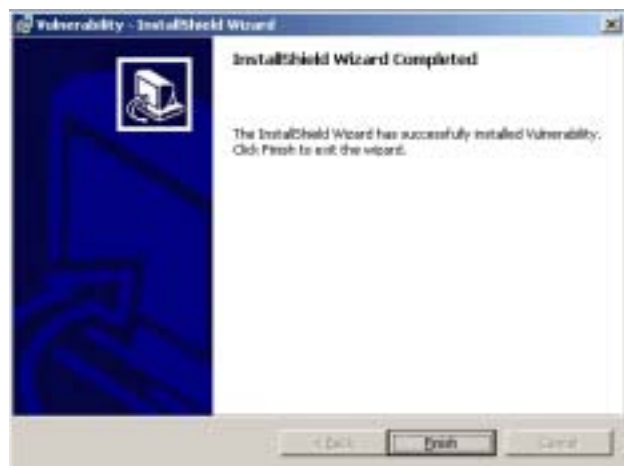 Vulnerability - InstallShield Wizard
InstallShield Wizard Completed
The InstallShield Wizard has successfully installed Vulnerability.
Click Finish to exit the wizard.
< Back
Finish
Cancel